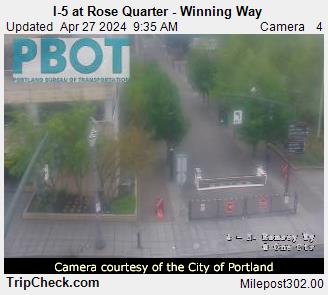 I-5 at Rose Quarter - Winning Way
Updated Apr 27 2024 9:35 AM Camera 4
PBOT
PORTLAND BUREAU OF TRANSPORTATION
Camera courtesy of the City of Portland
TripCheck.com Milepost302.00